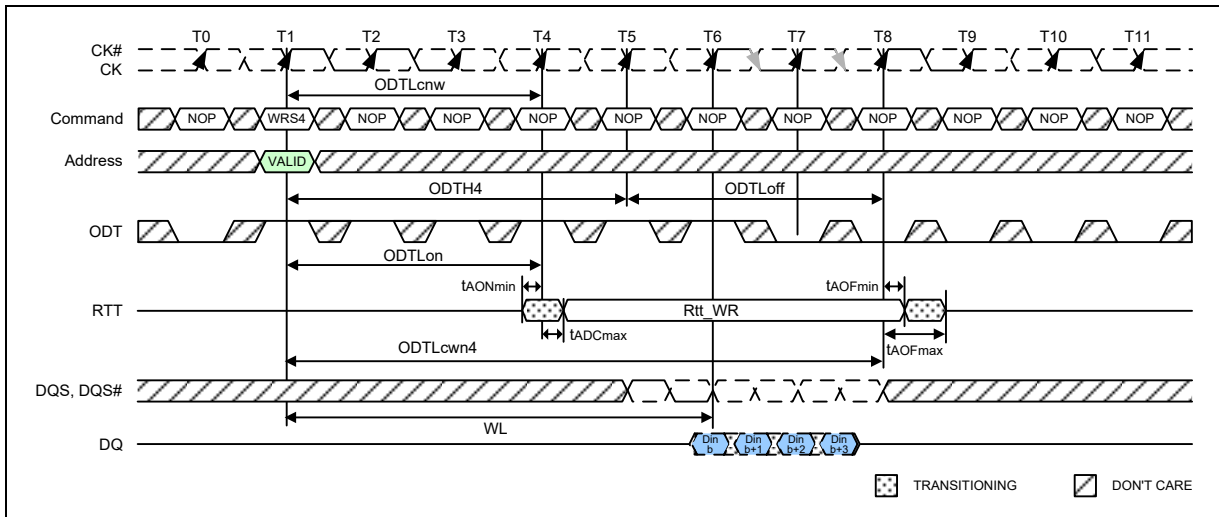 T0 T1 T2 T3 T4 T5 T6 T7 T8 T9 T10 T11
CK#
CK
ODTLcnw
Command NOP WRS4 NOP NOP NOP NOP NOP NOP NOP NOP NOP NOP
Address VALID
ODTH4 ODTLoff
ODT
ODTLon
tAONmin tAOFmin
RTT Rtt_WR
tADCmax tAOFmax
ODTLcwn4
DQS, DQS#
WL
DQ Din b Din b+1 Din b+2 Din b+3
TRANSITIONING DON'T CARE